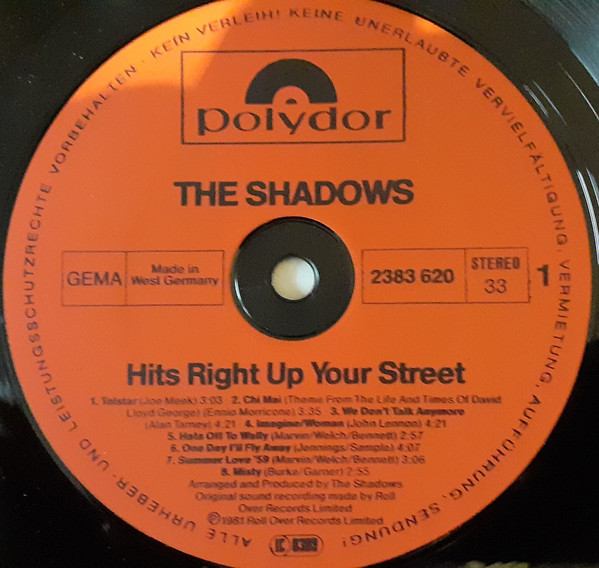 ALLE URHEBER- UND LEISTUNGSSCHUTZRECHTE VORBEHALTEN · KEIN VERLEIH! KEINE UNERLAUBTE VERVIELFÄLTIGUNG, VERMIETUNG, AUFFÜHRUNG, SENDUNG!
polydor
THE SHADOWS
GEMA
Made in
West Germany
2383 620
STEREO
33
1
Hits Right Up Your Street
1. Telstar (Joe Meek) 3:03 2. Chi Mai (Theme From The Life And Times Of David
Lloyd George) (Ennio Morricone) 3:35 3. We Don't Talk Anymore
(Alan Tarney) 4:21 4. Imagine/Woman (John Lennon) 4:21
5. Hats Off To Wally (Marvin/Welch/Bennett) 2:57
6. One Day I'll Fly Away (Jennings/Sample) 4:07
7. Summer Love '59 (Marvin/Welch/Bennett) 3:06
8. Misty (Burke/Garner) 2:55
Arranged and Produced by The Shadows
Original sound recording made by Roll
Over Records Limited
℗1981 Roll Over Records Limited